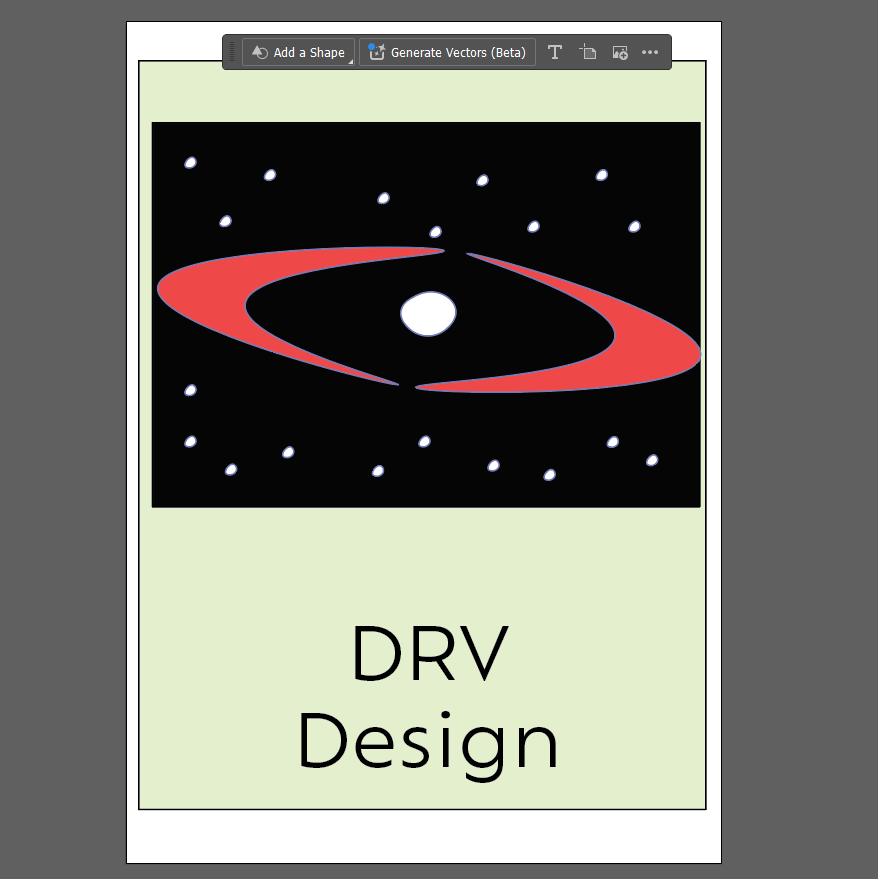 Add a Shape
Generate Vectors (Beta)
T
DRV
Design